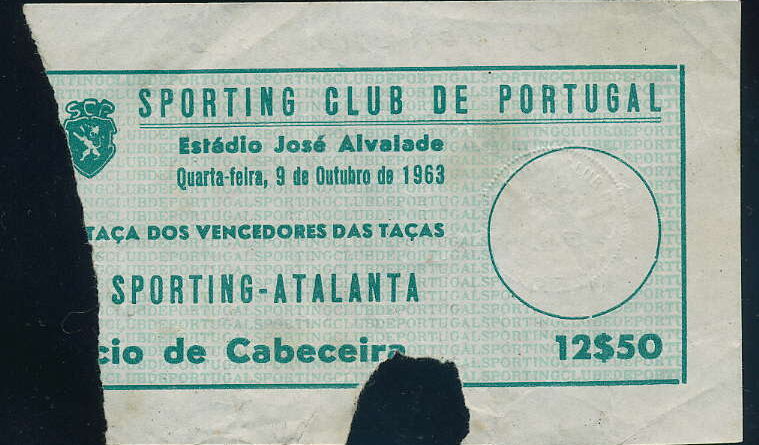 SCP
SPORTING CLUB DE PORTUGAL
Estédio José Alvalade
Quarta-feira, 9 de Outubro de 1963
TAÇA DOS VENCEDORES DAS TAÇAS
SPORTING-ATALANTA
cio de Cabeceira
12$50